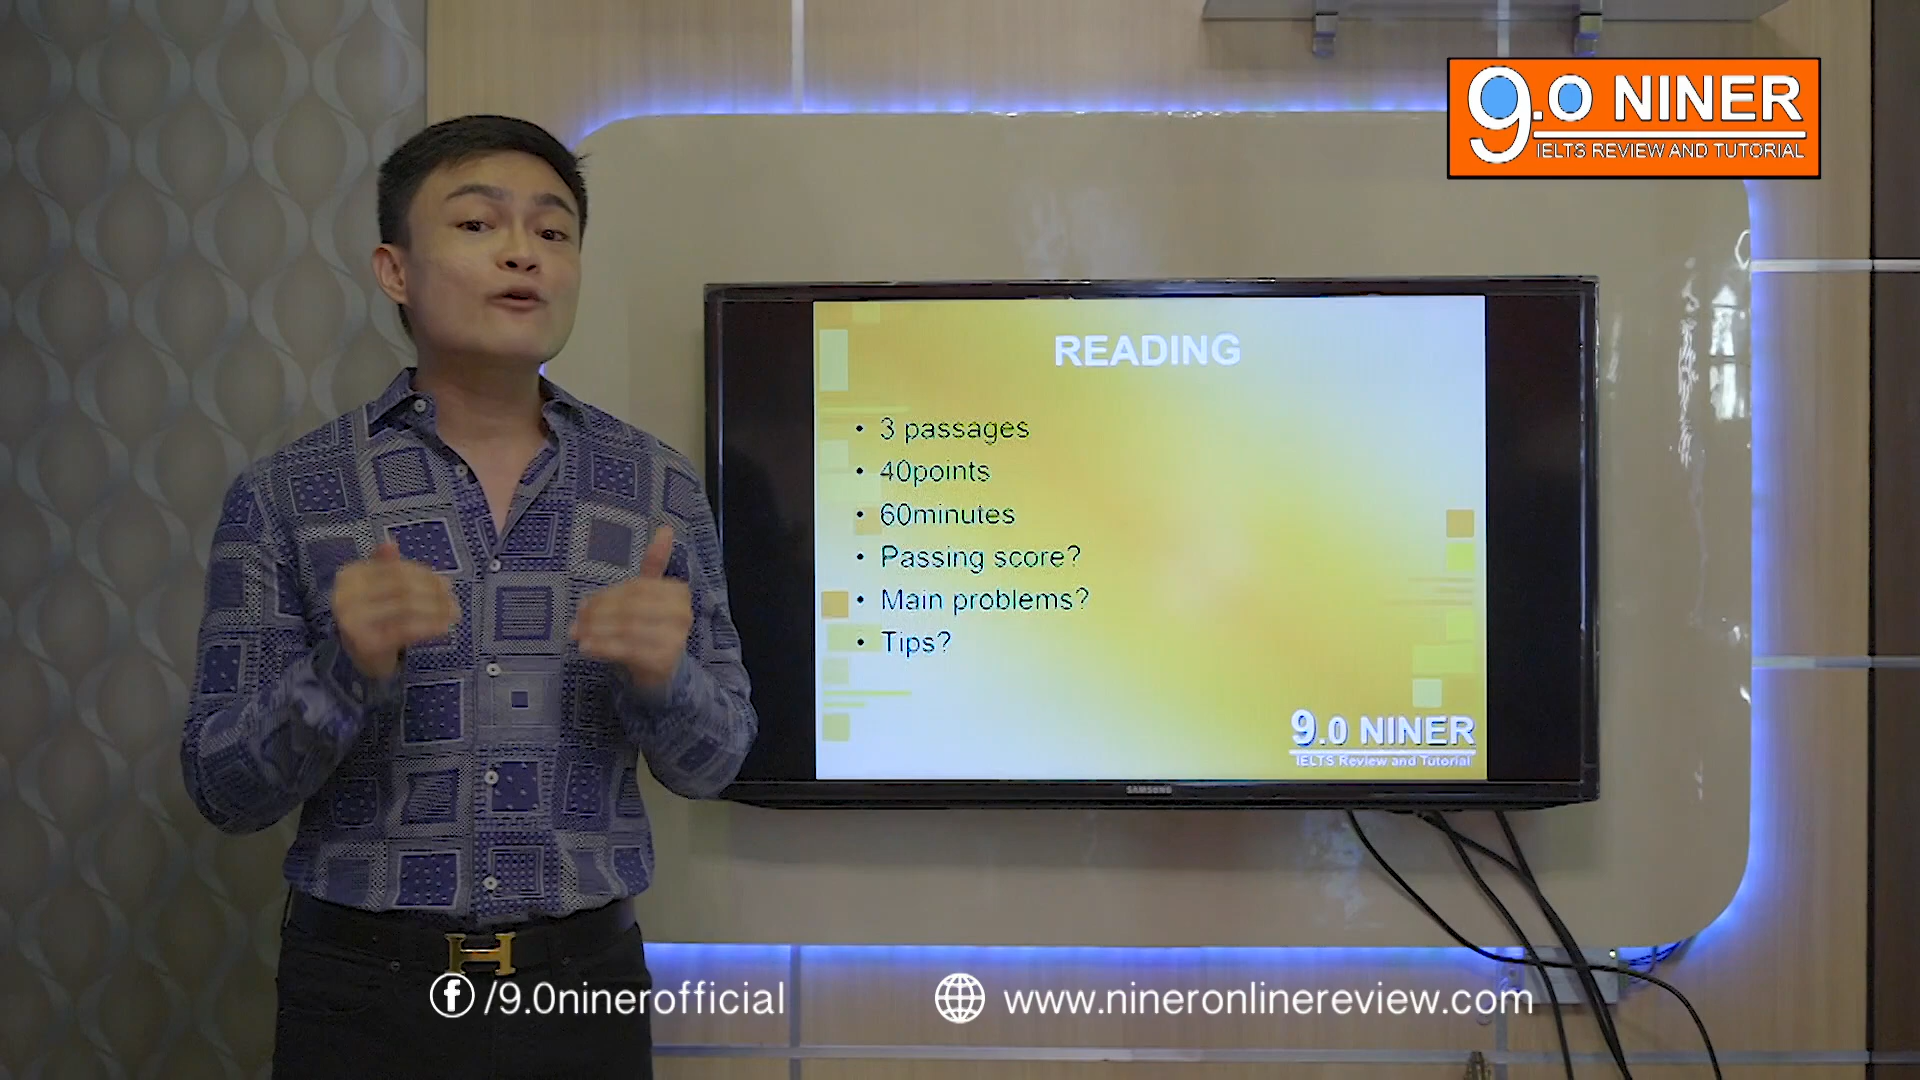 9.0 NINER
IELTS REVIEW AND TUTORIAL
READING
• 3 passages
• 40points
• 60minutes
• Passing score?
• Main problems?
• Tips?
9.0 NINER
IELTS Review and Tutorial
SAMSUNG
/9.0ninerofficial
www.nineronlinereview.com